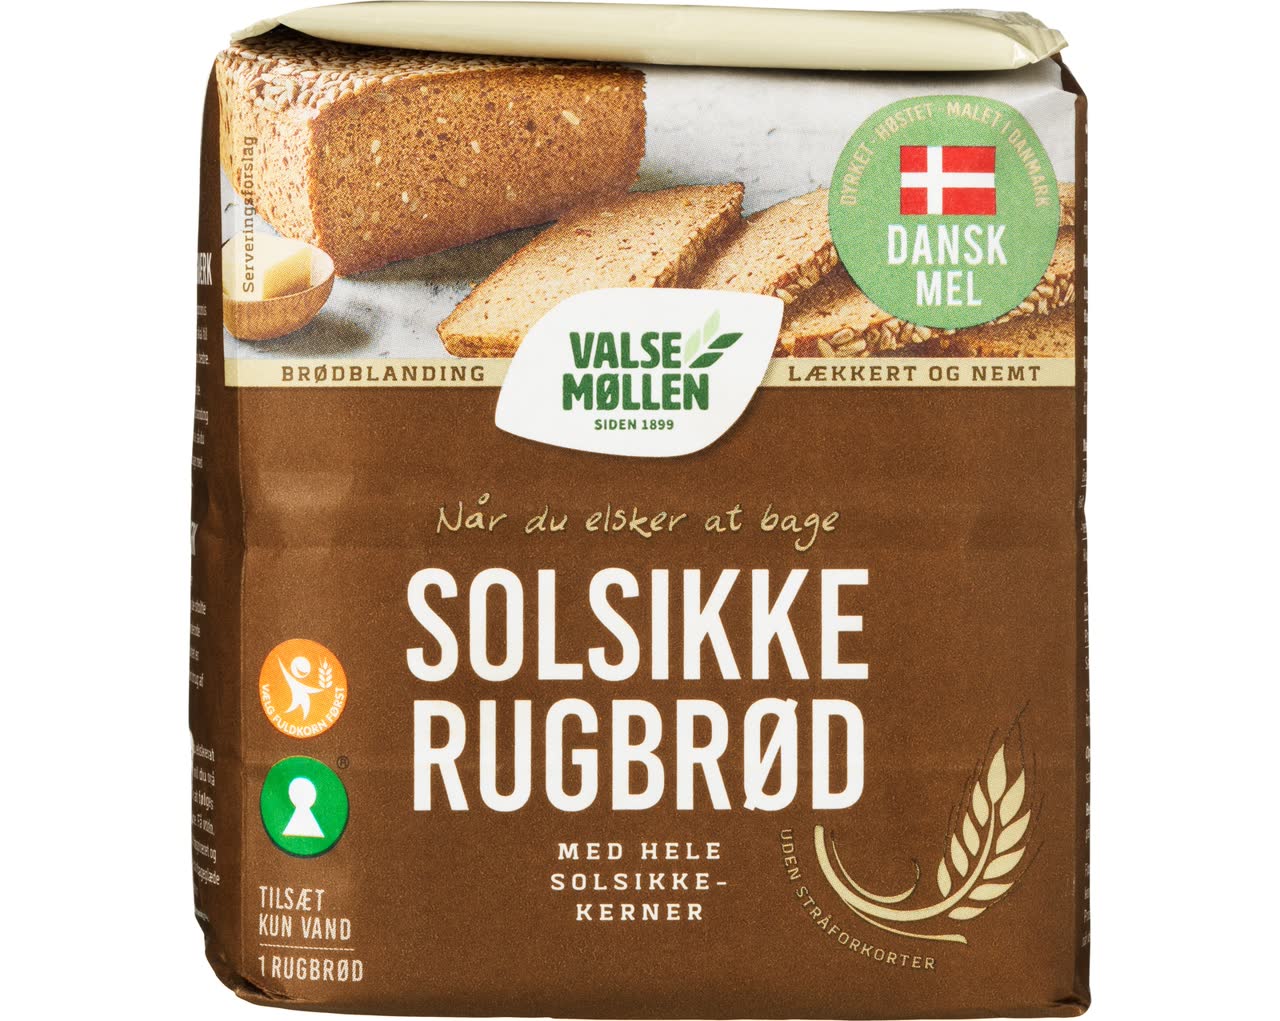 DYRKET · HØSTET · MALET I DANMARK
DANSK
MEL
Serveringsforslag
BRØDBLANDING
VALSE
MØLLEN
SIDEN 1899
LÆKKERT OG NEMT
Når du elsker at bage
SOLSIKKE
RUGBRØD
MED HELE
SOLSIKKE-
KERNER
VÆLG FULDKORN FØRST
®
TILSÆT
KUN VAND
1 RUGBRØD
UDEN STRÅFORKORTER